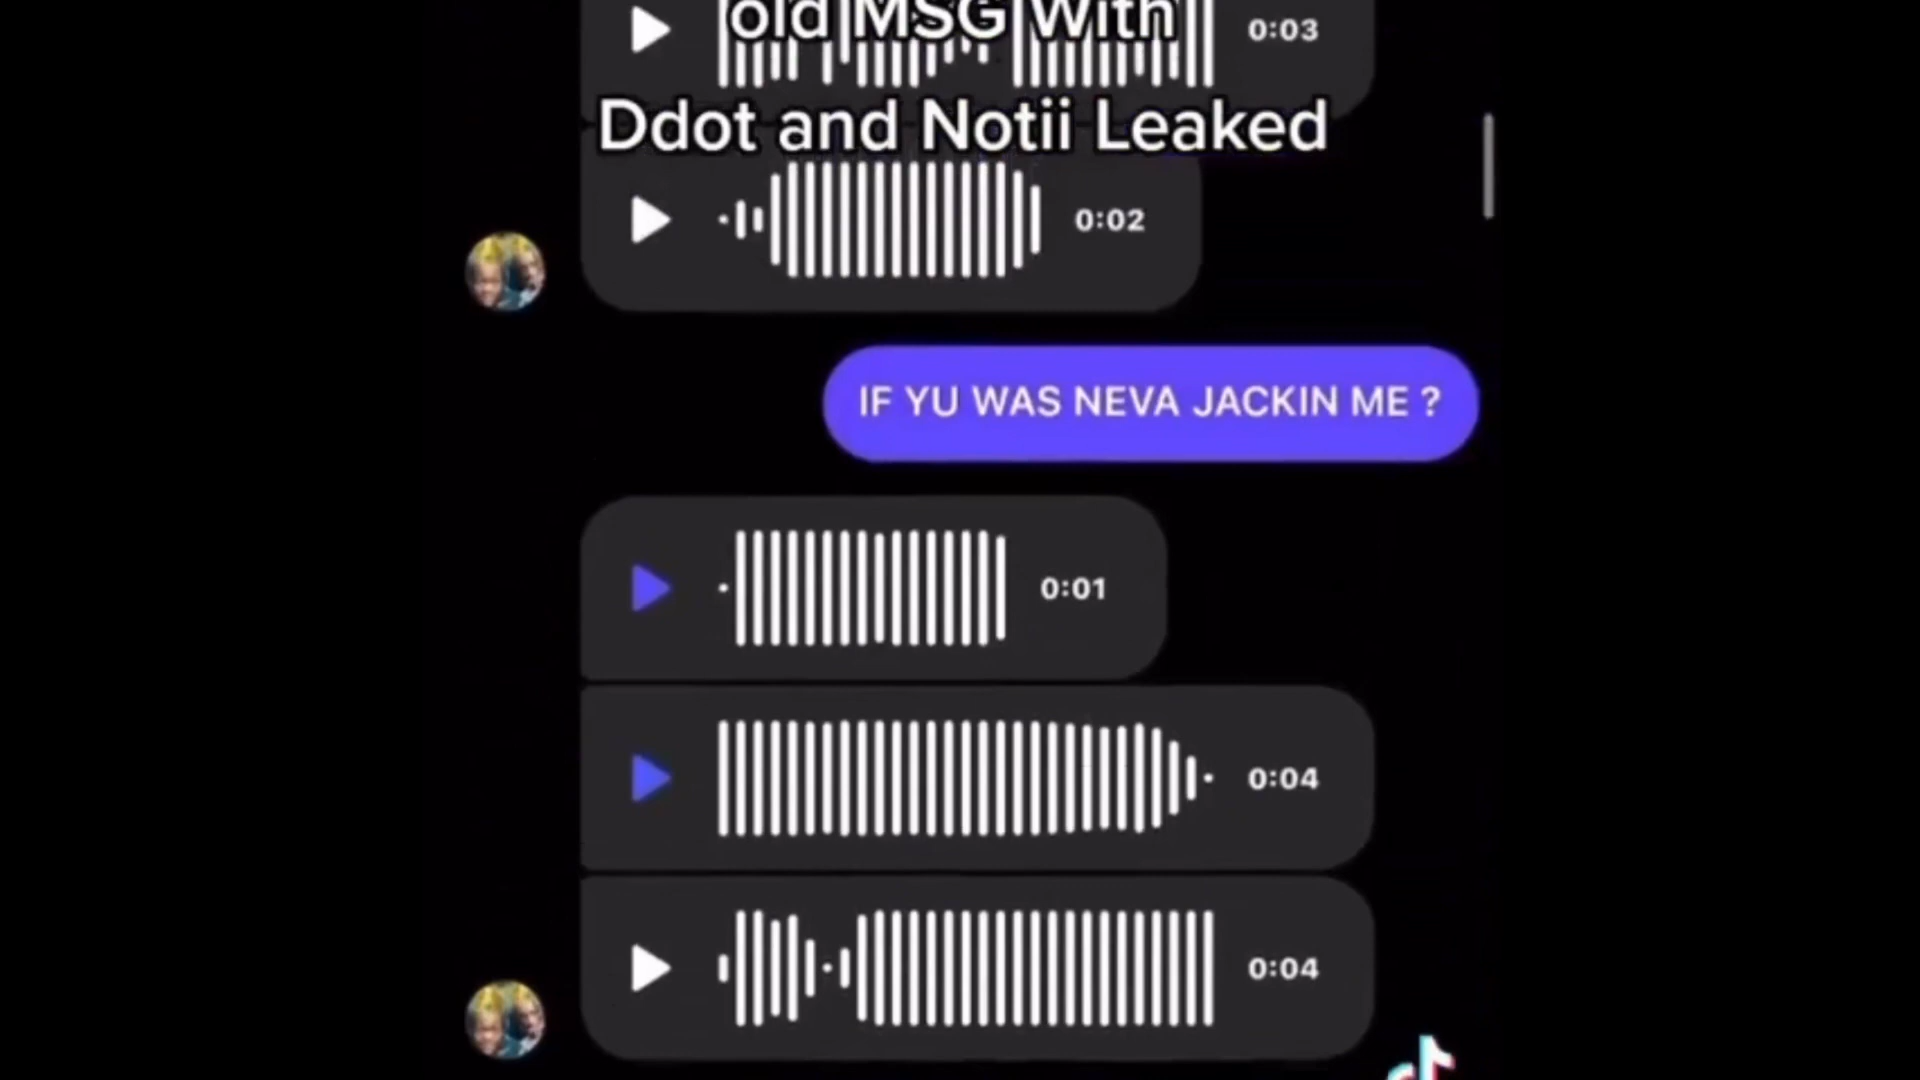 old MSG With
0:03
Ddot and Notii Leaked
0:02
IF YU WAS NEVA JACKIN ME ?
0:01
0:04
0:04